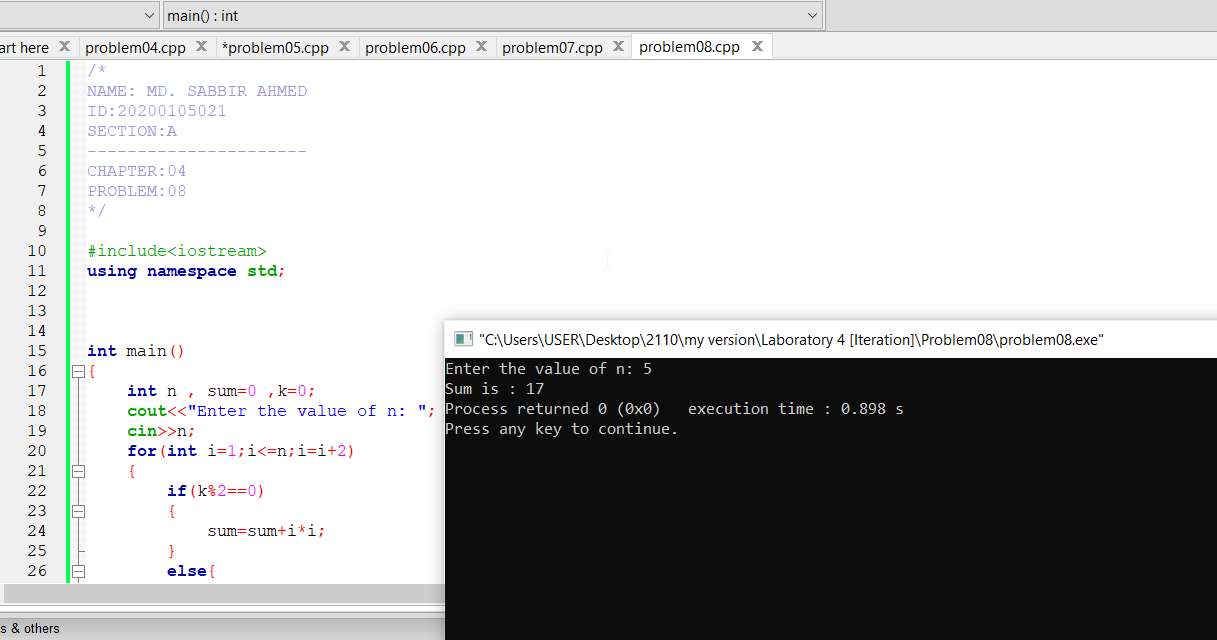 main() : int
art here X problem04.cpp X *problem05.cpp X problem06.cpp X problem07.cpp X problem08.cpp X
1 /*
2 NAME: MD. SABBIR AHMED
3 ID:20200105021
4 SECTION:A
5 ----------------------
6 CHAPTER:04
7 PROBLEM:08
8 */
9
10 #include<iostream>
11 using namespace std;
12
13
14
15 int main()
16 {
17 int n , sum=0 ,k=0;
18 cout<<"Enter the value of n: ";
19 cin>>n;
20 for(int i=1;i<=n;i=i+2)
21 {
22 if(k%2==0)
23 {
24 sum=sum+i*i;
25 }
26 else{
"C:\Users\USER\Desktop\2110\my version\Laboratory 4 [Iteration]\Problem08\problem08.exe"
Enter the value of n: 5
Sum is : 17
Process returned 0 (0x0)   execution time : 0.898 s
Press any key to continue.
s & others